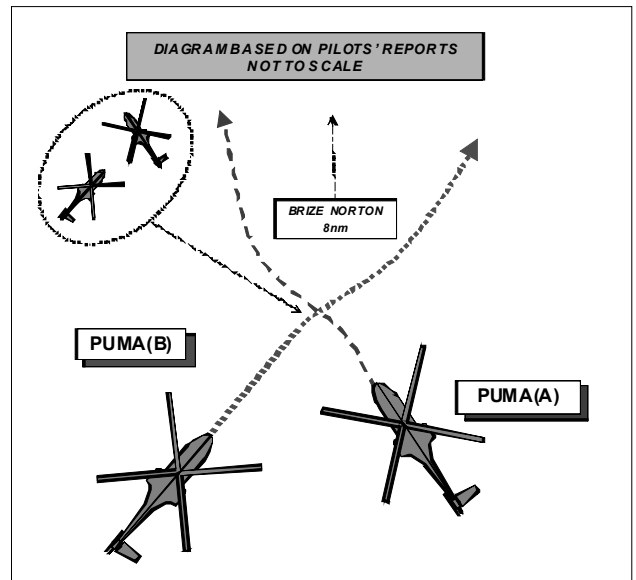 DIAGRAM BASED ON PILOTS' REPORTS
NOT TO SCALE
BRIZE NORTON
8nm
PUMA(B)
PUMA(A)